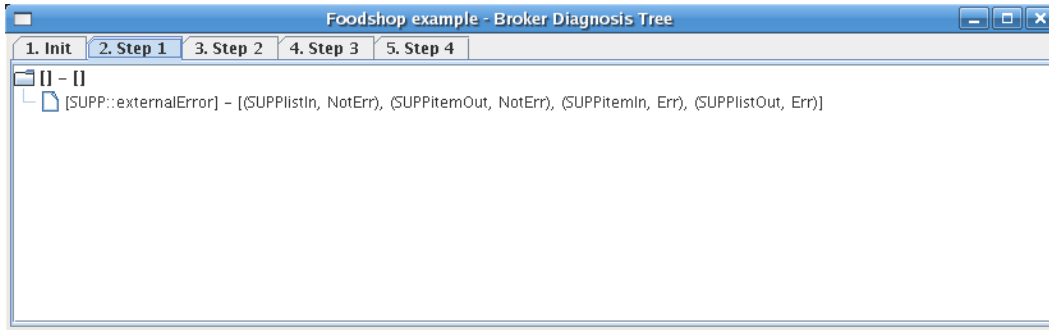 Foodshop example - Broker Diagnosis Tree
1. Init 2. Step 1 3. Step 2 4. Step 3 5. Step 4
[] – []
[SUPP::externalError] – [(SUPPlistIn, NotErr), (SUPPitemOut, NotErr), (SUPPitemIn, Err), (SUPPlistOut, Err)]